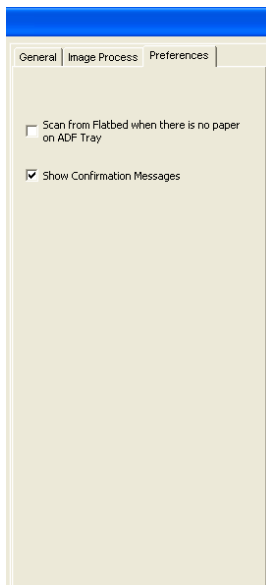 General Image Process Preferences
Scan from Flatbed when there is no paper
on ADF Tray
Show Confirmation Messages